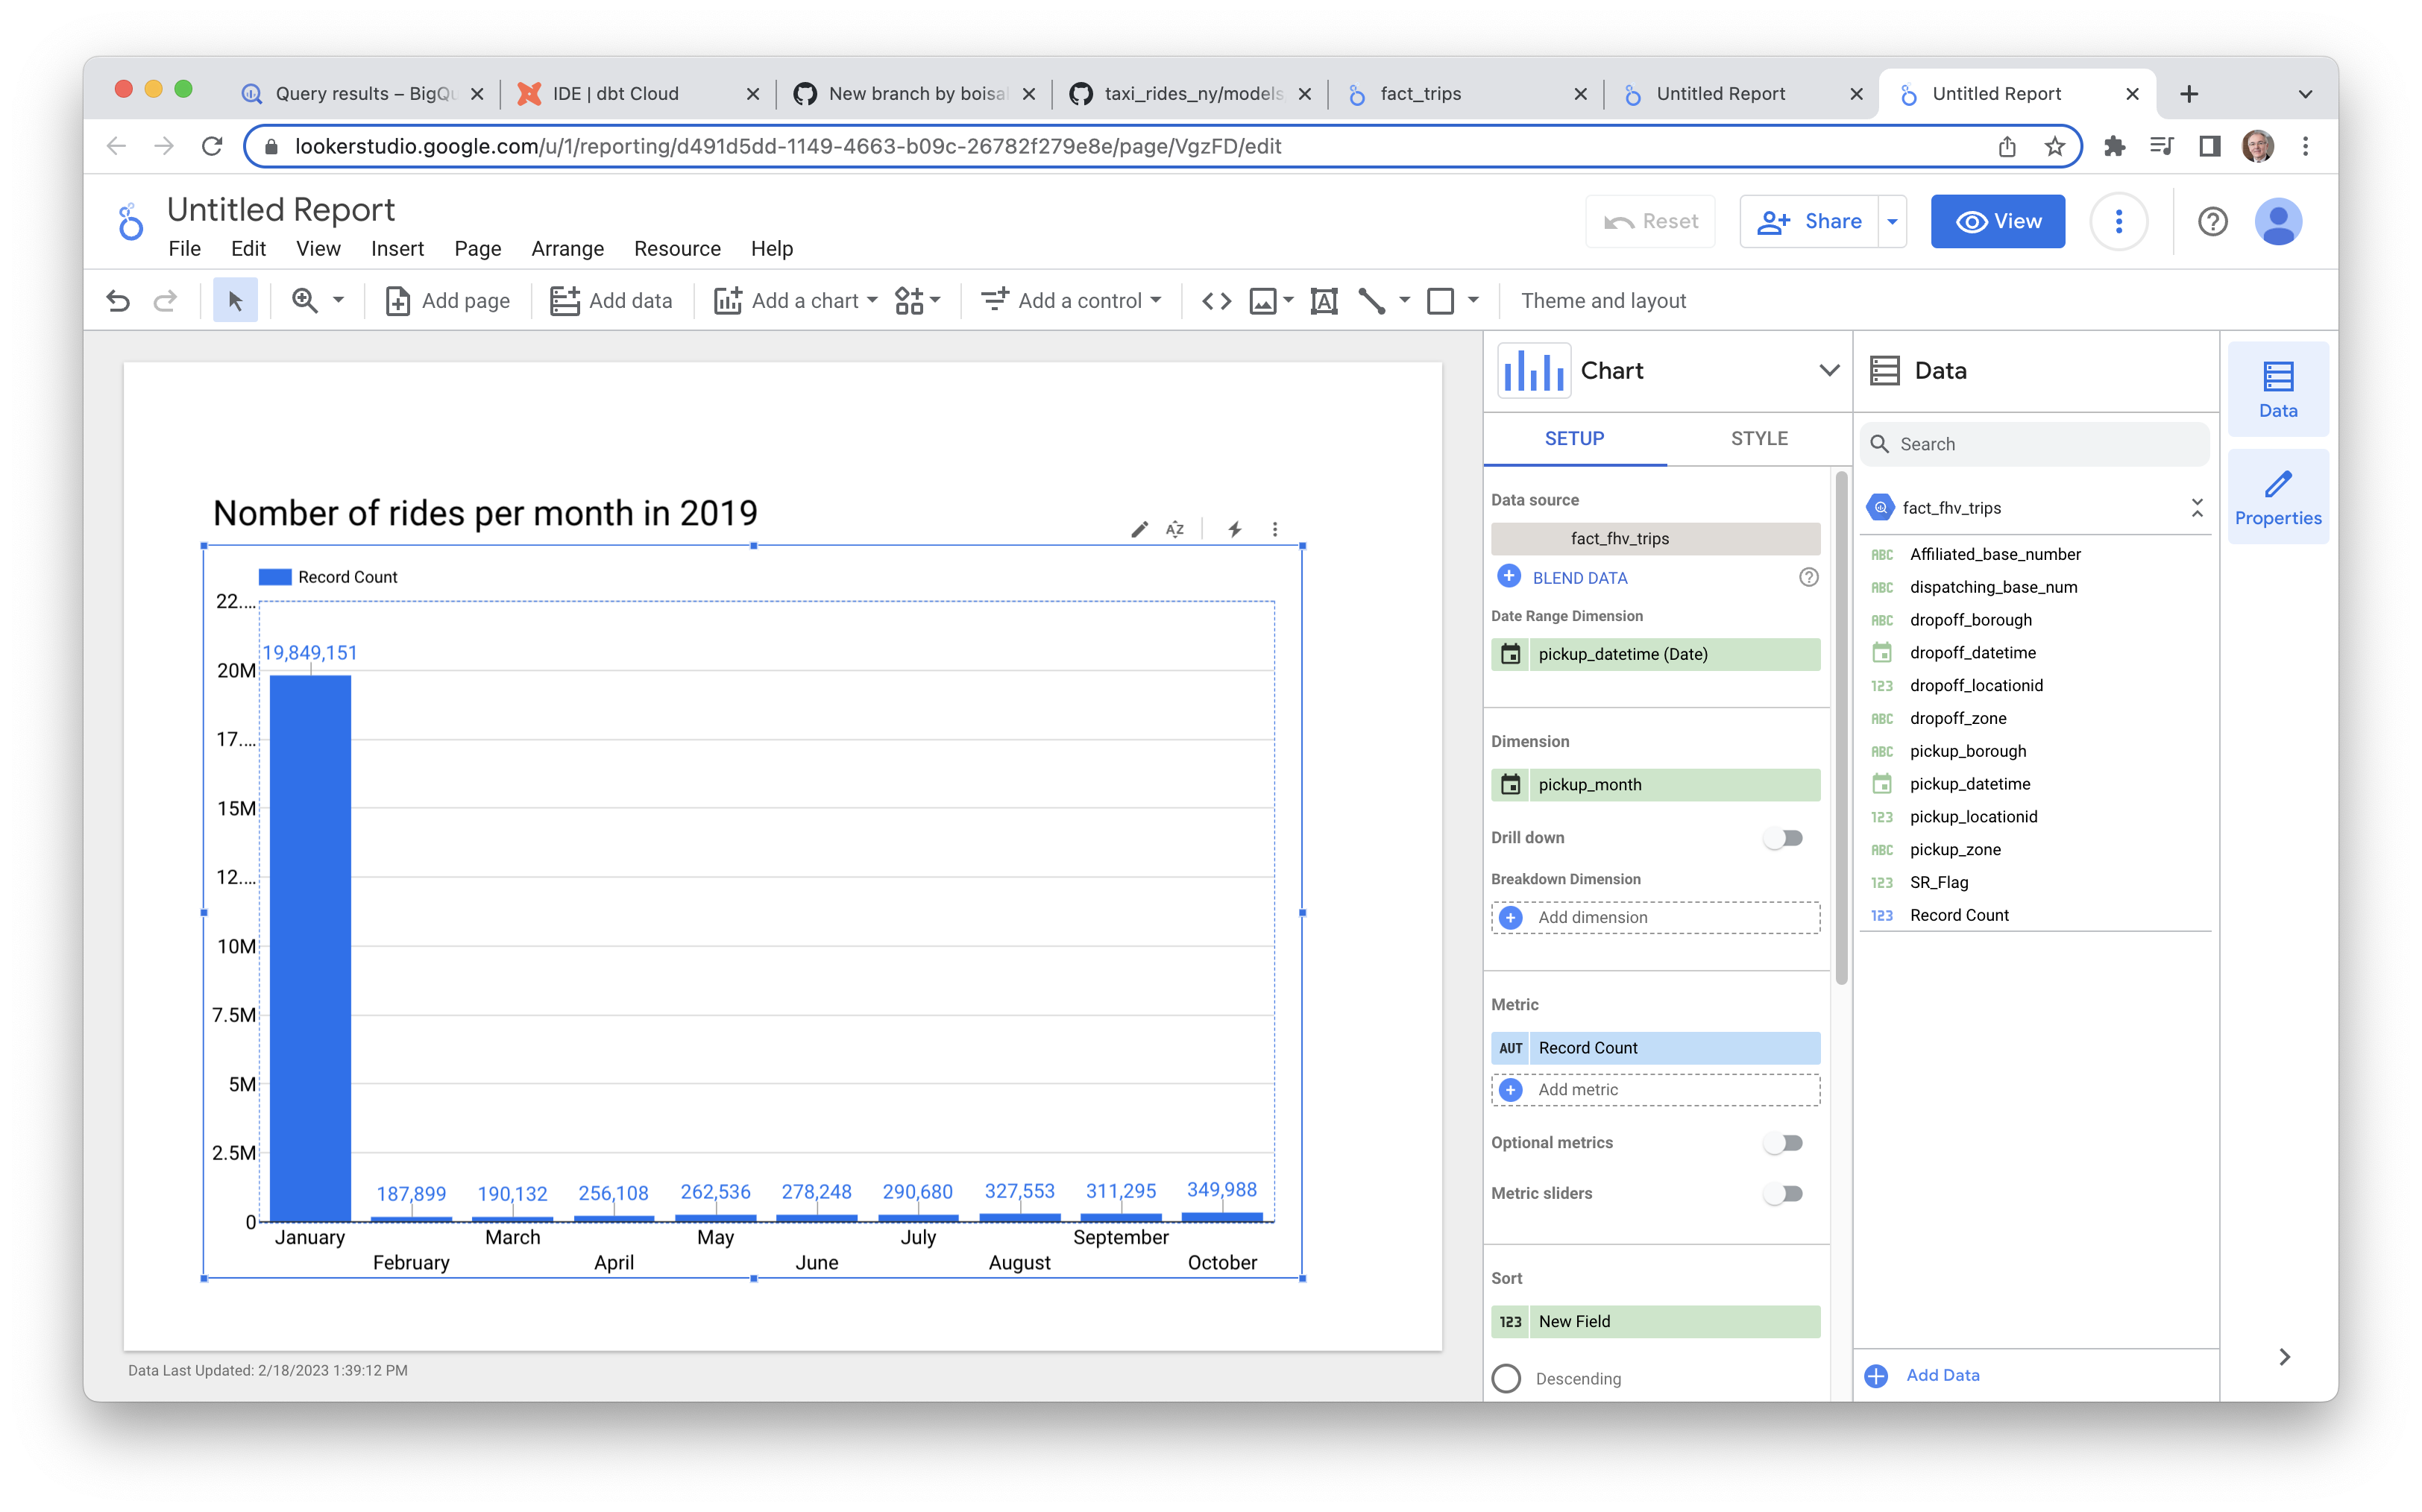 Query results – BigQu
IDE | dbt Cloud
New branch by boisal
taxi_rides_ny/models
fact_trips
Untitled Report
Untitled Report
lookerstudio.google.com/u/1/reporting/d491d5dd-1149-4663-b09c-26782f279e8e/page/VgzFD/edit
Untitled Report
File Edit View Insert Page Arrange Resource Help
Reset
Share
View
Add page
Add data
Add a chart
Add a control
Theme and layout
Nomber of rides per month in 2019
Record Count
22....
20M
17....
15M
12....
10M
7.5M
5M
2.5M
0
19,849,151
187,899
190,132
256,108
262,536
278,248
290,680
327,553
311,295
349,988
January
February
March
April
May
June
July
August
September
October
Data Last Updated: 2/18/2023 1:39:12 PM
Chart
SETUP
STYLE
Data source
fact_fhv_trips
BLEND DATA
Date Range Dimension
pickup_datetime (Date)
Dimension
pickup_month
Drill down
Breakdown Dimension
Add dimension
Metric
AUT Record Count
Add metric
Optional metrics
Metric sliders
Sort
123 New Field
Descending
Data
Search
fact_fhv_trips
ABC Affiliated_base_number
ABC dispatching_base_num
ABC dropoff_borough
dropoff_datetime
123 dropoff_locationid
ABC dropoff_zone
ABC pickup_borough
pickup_datetime
123 pickup_locationid
ABC pickup_zone
123 SR_Flag
123 Record Count
Add Data
Data
Properties